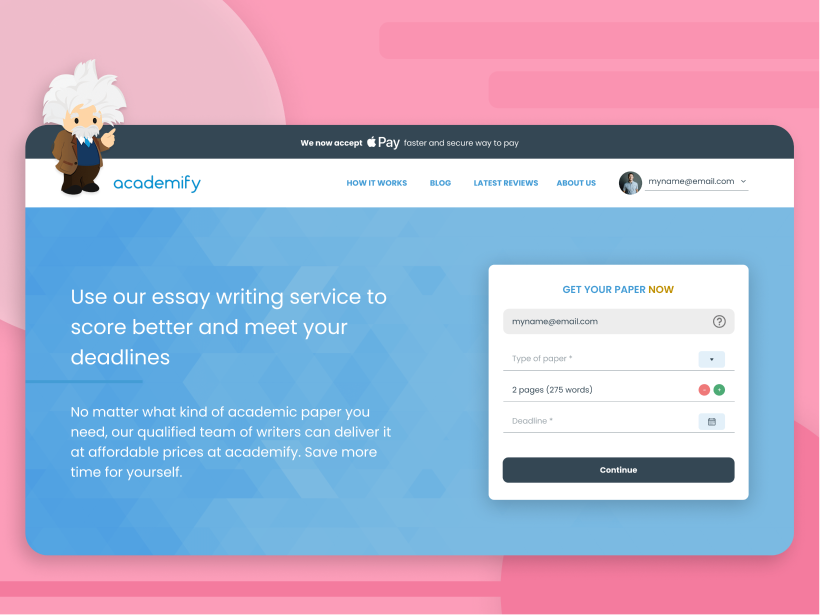 We now accept Pay faster and secure way to pay
academify
HOW IT WORKS
BLOG
LATEST REVIEWS
ABOUT US
myname@email.com
Use our essay writing service to
score better and meet your
deadlines
No matter what kind of academic paper you
need, our qualified team of writers can deliver it
at affordable prices at academify. Save more
time for yourself.
GET YOUR PAPER NOW
myname@email.com
?
Type of paper *
2 pages (275 words)
- +
Deadline *
Continue